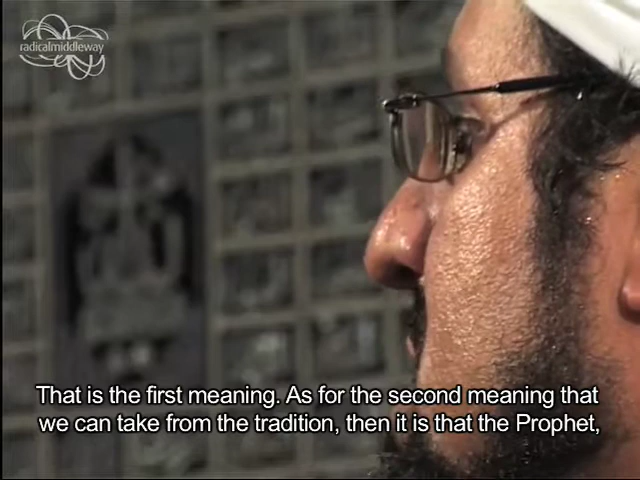 radicalmiddleway
That is the first meaning. As for the second meaning that
we can take from the tradition, then it is that the Prophet,